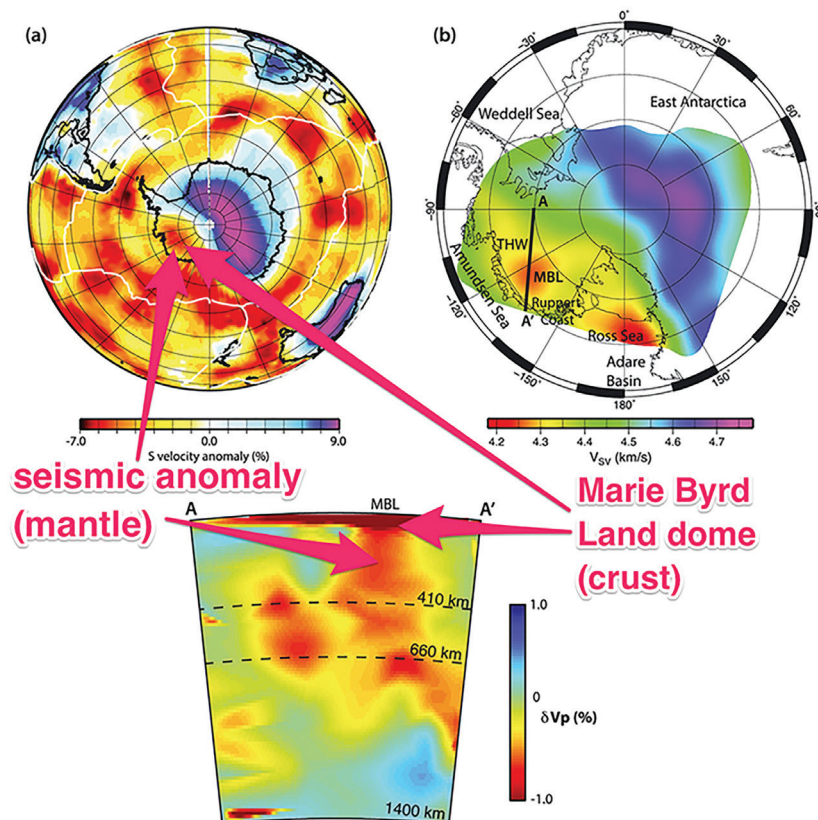 (a)
(b)
0°
-30°
30°
-60°
60°
-90°
120°
-120°
-150°
150°
180°
Weddell Sea
East Antarctica
A
THW
MBL
Amundsen Sea
Ruppert
Coast
A'
Ross Sea
Adare
Basin
-7.0
0.0
9.0
S velocity anomaly (%)
4.2
4.3
4.4
4.5
4.6
4.7
V_SV (km/s)
seismic anomaly
(mantle)
Marie Byrd
Land dome
(crust)
A
MBL
A'
410 km
660 km
1400 km
1.0
0
-1.0
δVp (%)